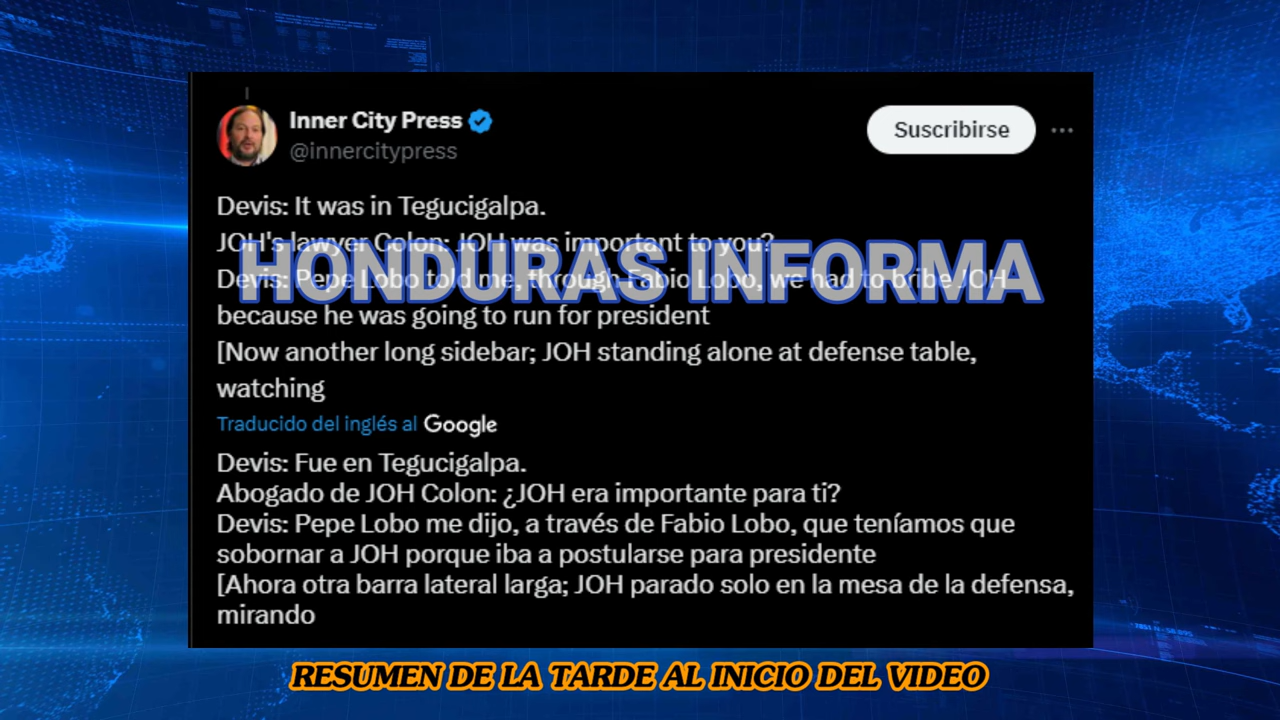 Inner City Press
@innercitypress
Suscribirse
Devis: It was in Tegucigalpa.
JOH's lawyer Colon: JOH was important to you?
HONDURAS INFORMA
Devis: Pepe Lobo told me, through Fabio Lobo, we had to bribe JOH
because he was going to run for president
[Now another long sidebar; JOH standing alone at defense table,
watching
Traducido del inglés al Google
Devis: Fue en Tegucigalpa.
Abogado de JOH Colon: ¿JOH era importante para ti?
Devis: Pepe Lobo me dijo, a través de Fabio Lobo, que teníamos que
sobornar a JOH porque iba a postularse para presidente
[Ahora otra barra lateral larga; JOH parado solo en la mesa de la defensa,
mirando
RESUMEN DE LA TARDE AL INICIO DEL VIDEO